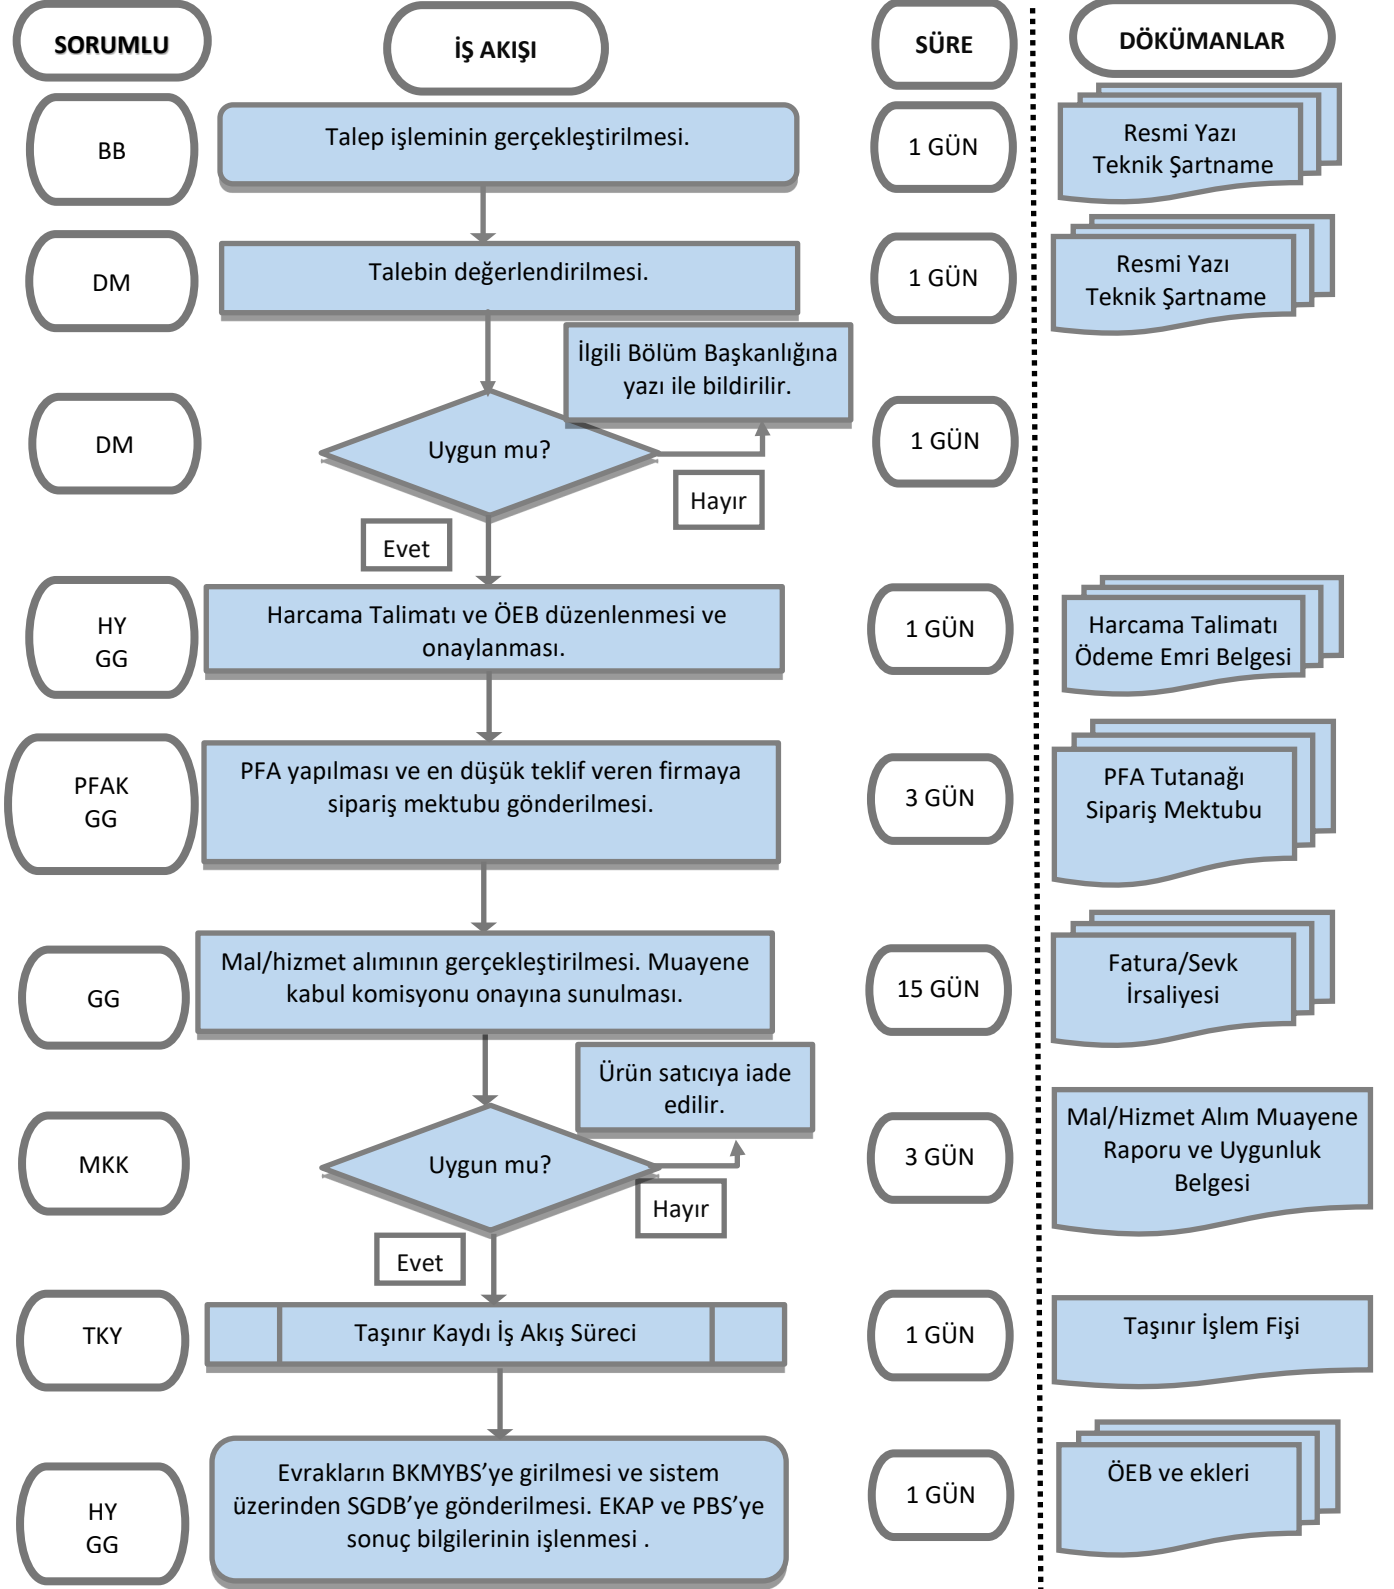 SORUMLU
İŞ AKIŞI
SÜRE
DÖKÜMANLAR
BB
Talep işleminin gerçekleştirilmesi.
1 GÜN
Resmi Yazı
Teknik Şartname
DM
Talebin değerlendirilmesi.
1 GÜN
Resmi Yazı
Teknik Şartname
İlgili Bölüm Başkanlığına
yazı ile bildirilir.
DM
Uygun mu?
1 GÜN
Hayır
Evet
HY
GG
Harcama Talimatı ve ÖEB düzenlenmesi ve
onaylanması.
1 GÜN
Harcama Talimatı
Ödeme Emri Belgesi
PFAK
GG
PFA yapılması ve en düşük teklif veren firmaya
sipariş mektubu gönderilmesi.
3 GÜN
PFA Tutanağı
Sipariş Mektubu
GG
Mal/hizmet alımının gerçekleştirilmesi. Muayene
kabul komisyonu onayına sunulması.
15 GÜN
Fatura/Sevk
İrsaliyesi
Ürün satıcıya iade
edilir.
MKK
Uygun mu?
3 GÜN
Mal/Hizmet Alım Muayene
Raporu ve Uygunluk
Belgesi
Hayır
Evet
TKY
Taşınır Kaydı İş Akış Süreci
1 GÜN
Taşınır İşlem Fişi
HY
GG
Evrakların BKMYBS’ye girilmesi ve sistem
üzerinden SGDB’ye gönderilmesi. EKAP ve PBS’ye
sonuç bilgilerinin işlenmesi .
1 GÜN
ÖEB ve ekleri